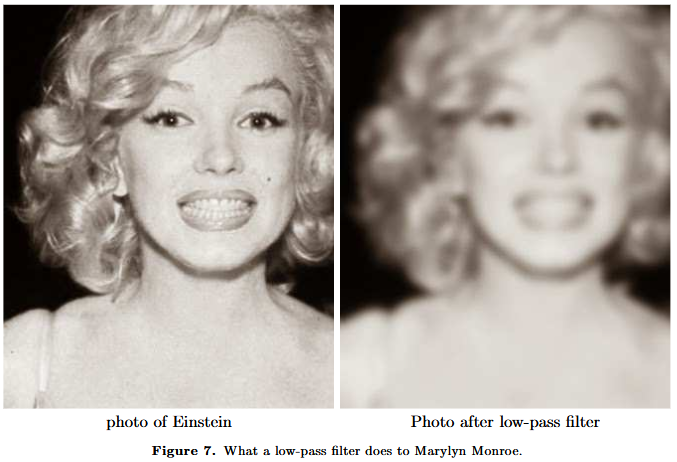 photo of Einstein
Photo after low-pass filter
Figure 7. What a low-pass filter does to Marylyn Monroe.